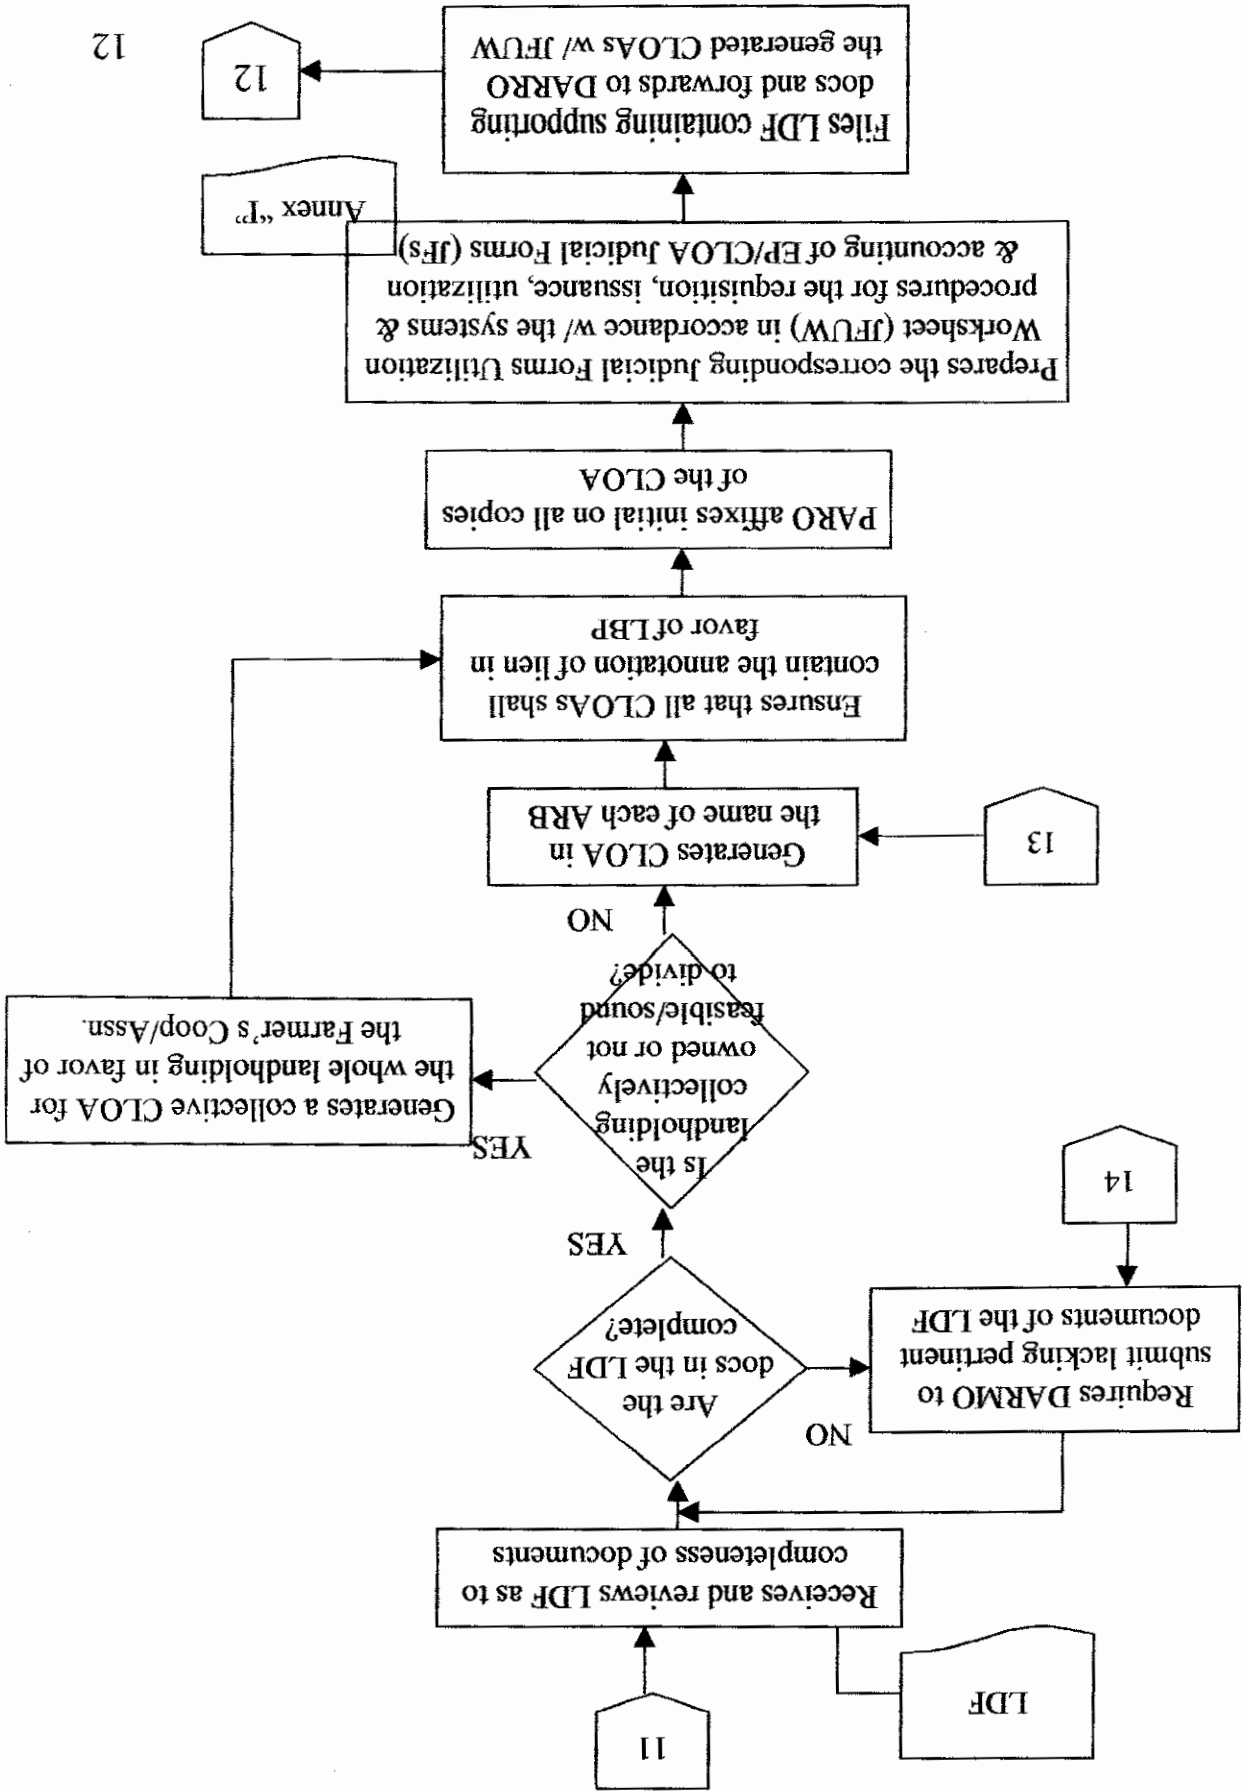 11
LDF
Receives and reviews LDF as to
completeness of documents
NO
Are the
docs in the LDF
complete?
Requires DARMO to
submit lacking pertinent
documents of the LDF
14
YES
Is the
landholding
collectively
owned or not
feasible/sound
to divide?
YES
Generates a collective CLOA for
the whole landholding in favor of
the Farmer's Coop/Assn.
NO
13
Generates CLOA in
the name of each ARB
Ensures that all CLOAs shall
contain the annotation of lien in
favor of LBP
PARO affixes initial on all copies
of the CLOA
Prepares the corresponding Judicial Forms Utilization
Worksheet (JFUW) in accordance w/ the systems &
procedures for the requisition, issuance, utilization
& accounting of EP/CLOA Judicial Forms (JFs)
Annex “I”
Files LDF containing supporting
docs and forwards to DARRO
the generated CLOAs w/ JFUW
12
12